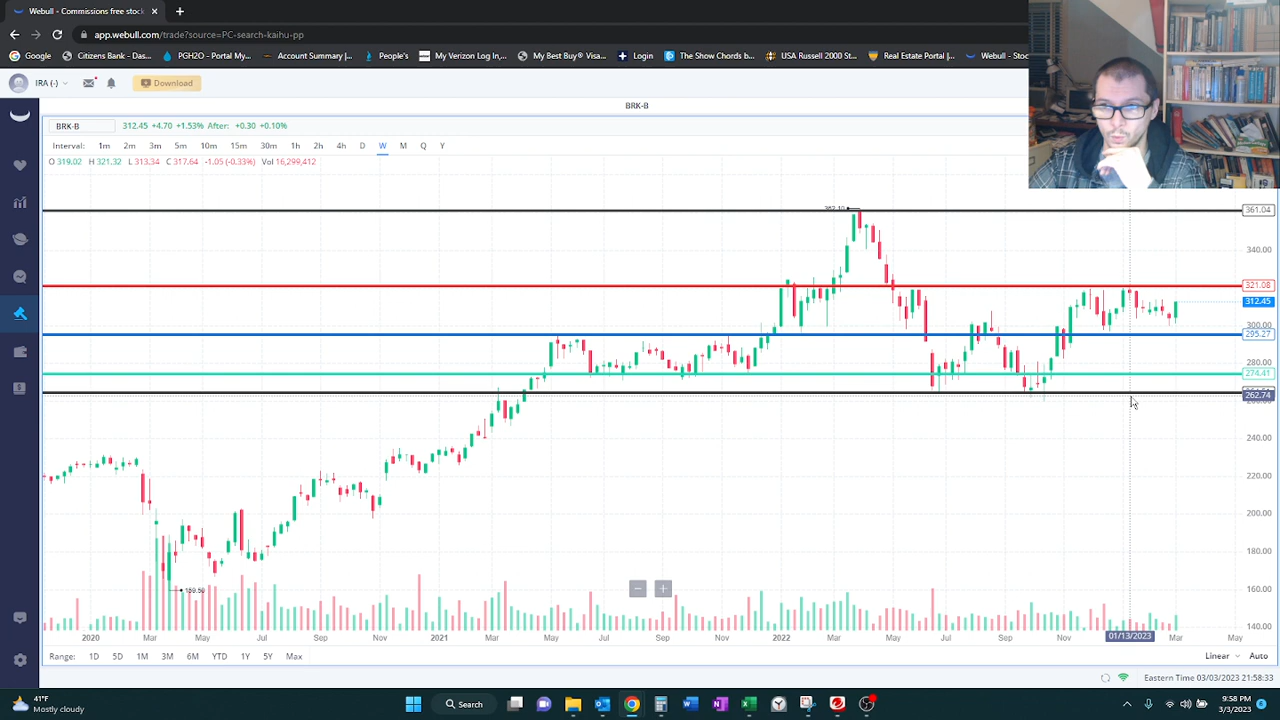 Webull - Commissions free stock
app.webull.com/trade?source=PC-search-kaihu-pp
Google Citizens Bank - Das... PGH2O - Portal My... Account Summary |... People's My Verizon Log In,... My Best Buy® Visa... Login The Show Chords b... USA Russell 2000 St... Real Estate Portal |... Webull - Stoc
IRA (-) Download
BRK-B
BRK-B 312.45 +4.70 +1.53% After: +0.30 +0.10%
Interval: 1m 2m 3m 5m 10m 15m 30m 1h 2h 4h D W M Q Y
O 319.02 H 321.32 L 313.34 C 317.64 -1.05 (-0.33%) Vol 16,299,412
361.04
340.00
321.08
312.45
300.00
295.27
280.00
274.41
262.74
240.00
220.00
200.00
180.00
160.00
140.00
2020 Mar May Jul Sep Nov 2021 Mar May Jul Sep Nov 2022 Mar May Jul Sep Nov 01/13/2023 Mar May
Range: 1D 5D 1M 3M 6M YTD 1Y 5Y Max Linear Auto
Eastern Time 03/03/2023 21:58:33
41°F
Mostly cloudy
Search
9:58 PM
3/3/2023